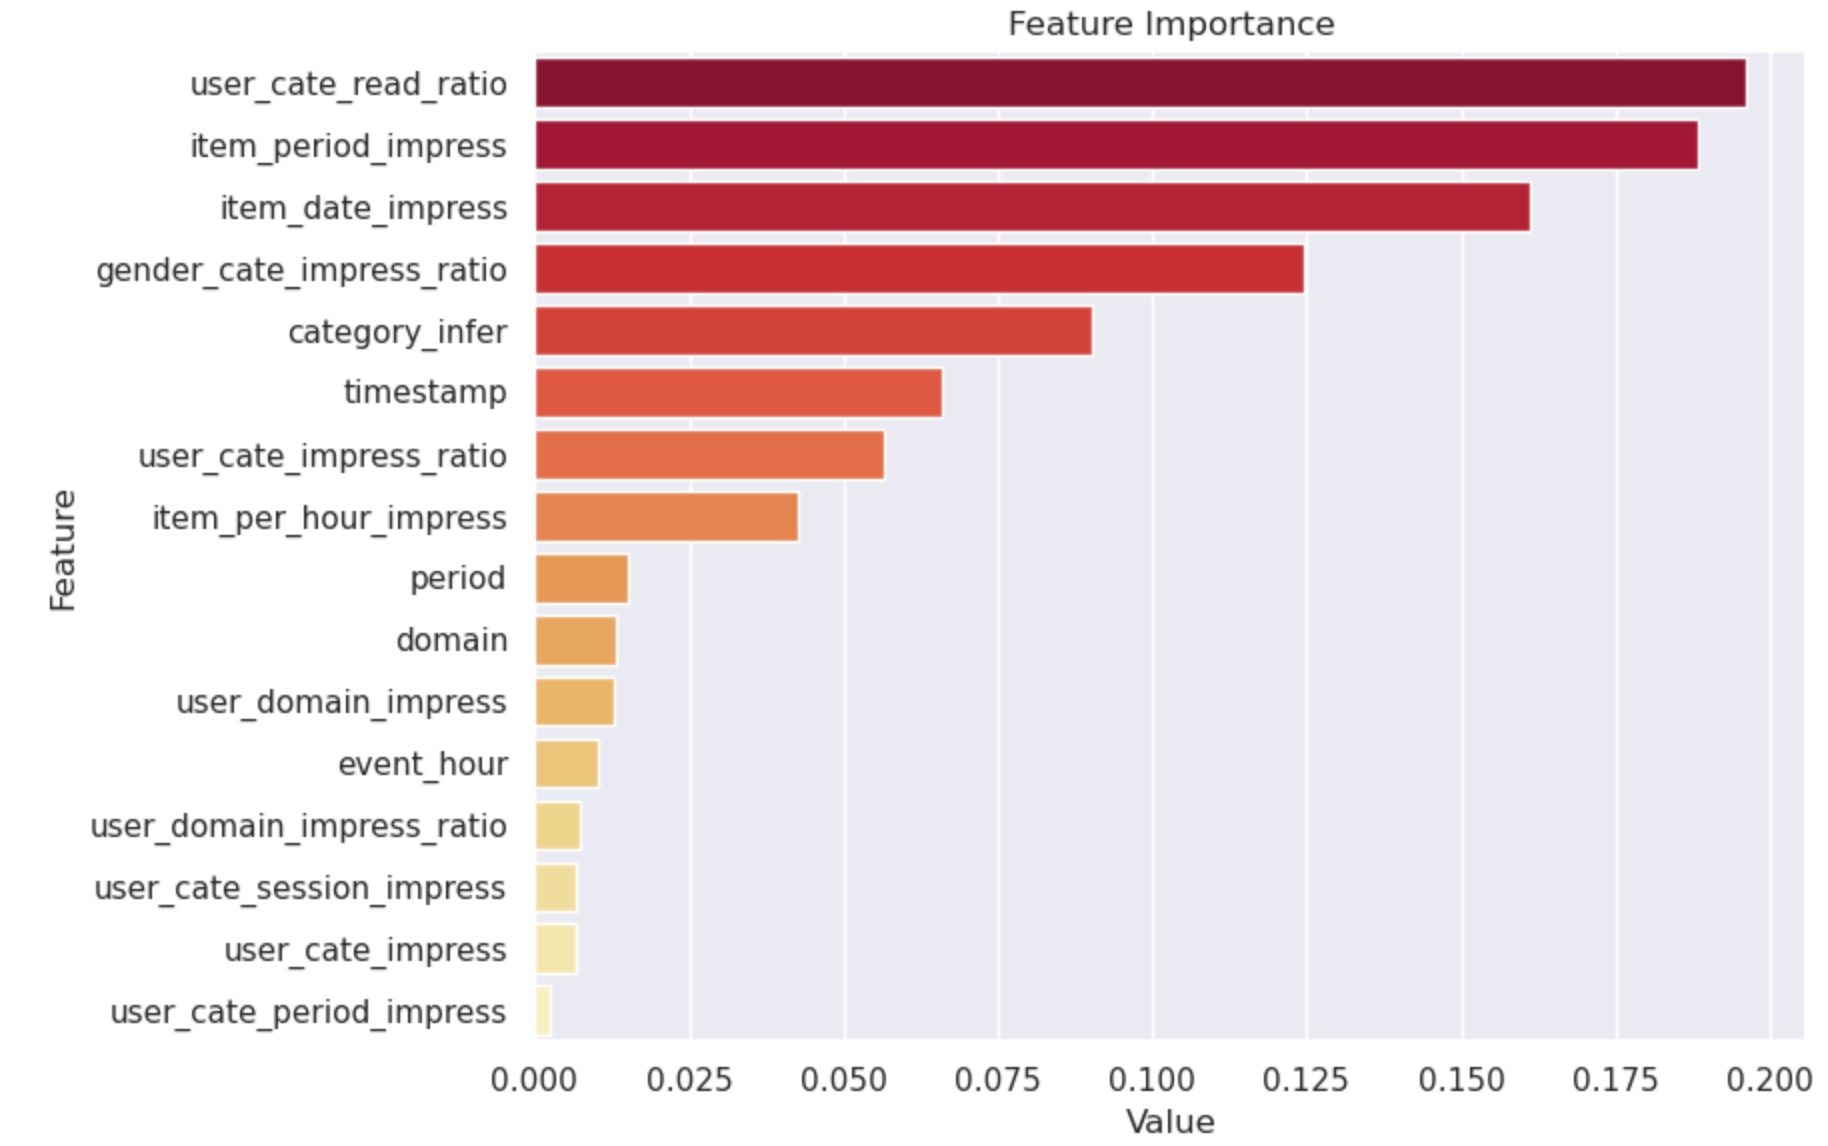 Feature Importance
user_cate_read_ratio
item_period_impress
item_date_impress
gender_cate_impress_ratio
category_infer
timestamp
user_cate_impress_ratio
item_per_hour_impress
period
domain
user_domain_impress
event_hour
user_domain_impress_ratio
user_cate_session_impress
user_cate_impress
user_cate_period_impress
Feature
0.000 0.025 0.050 0.075 0.100 0.125 0.150 0.175 0.200
Value